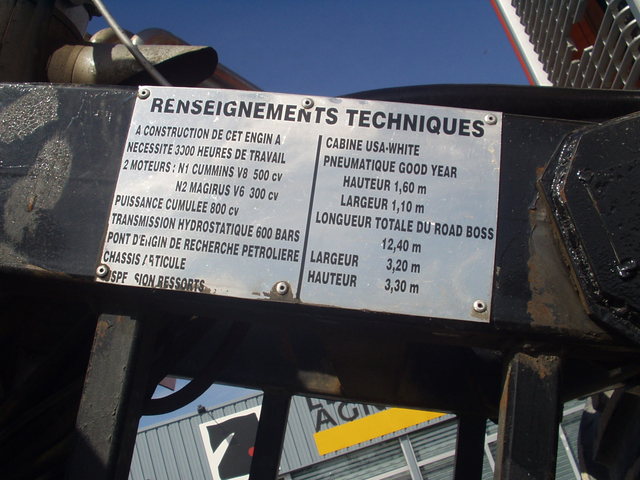 RENSEIGNEMENTS TECHNIQUES
A CONSTRUCTION DE CET ENGIN A
NECESSITE 3300 HEURES DE TRAVAIL
2 MOTEURS : N1 CUMMINS V8 500 cv
N2 MAGIRUS V6 300 cv
PUISSANCE CUMULEE 800 cv
TRANSMISSION HYDROSTATIQUE 600 BARS
PONT D'ENGIN DE RECHERCHE PETROLIERE
CHASSIS ARTICULE
RESSORTS
CABINE USA-WHITE
PNEUMATIQUE GOOD YEAR
HAUTEUR 1,60 m
LARGEUR 1,10 m
LONGUEUR TOTALE DU ROAD BOSS
12,40 m
LARGEUR 3,20 m
HAUTEUR 3,30 m